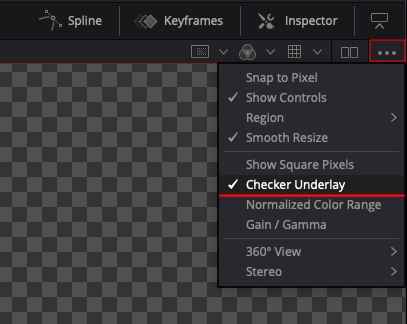 Spline Keyframes Inspector
Snap to Pixel
Show Controls
Region
Smooth Resize
Show Square Pixels
Checker Underlay
Normalized Color Range
Gain / Gamma
360° View
Stereo